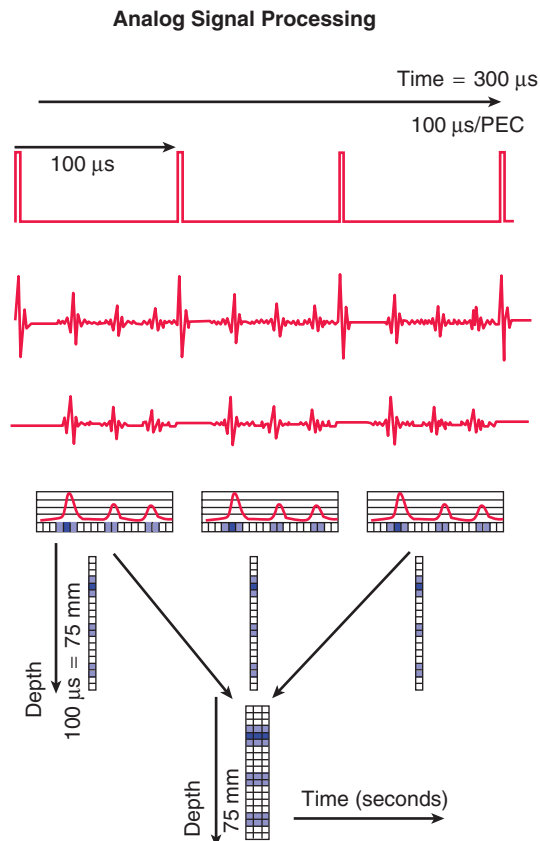 Analog Signal Processing
Time = 300 μs
100 μs/PEC
100 μs
Depth
100 μs = 75 mm
Depth
75 mm
Time (seconds)